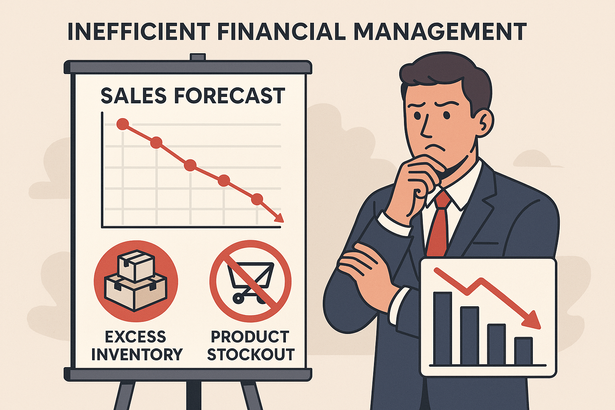 INEFFICIENT FINANCIAL MANAGEMENT
SALES FORECAST
EXCESS
INVENTORY
PRODUCT
STOCKOUT